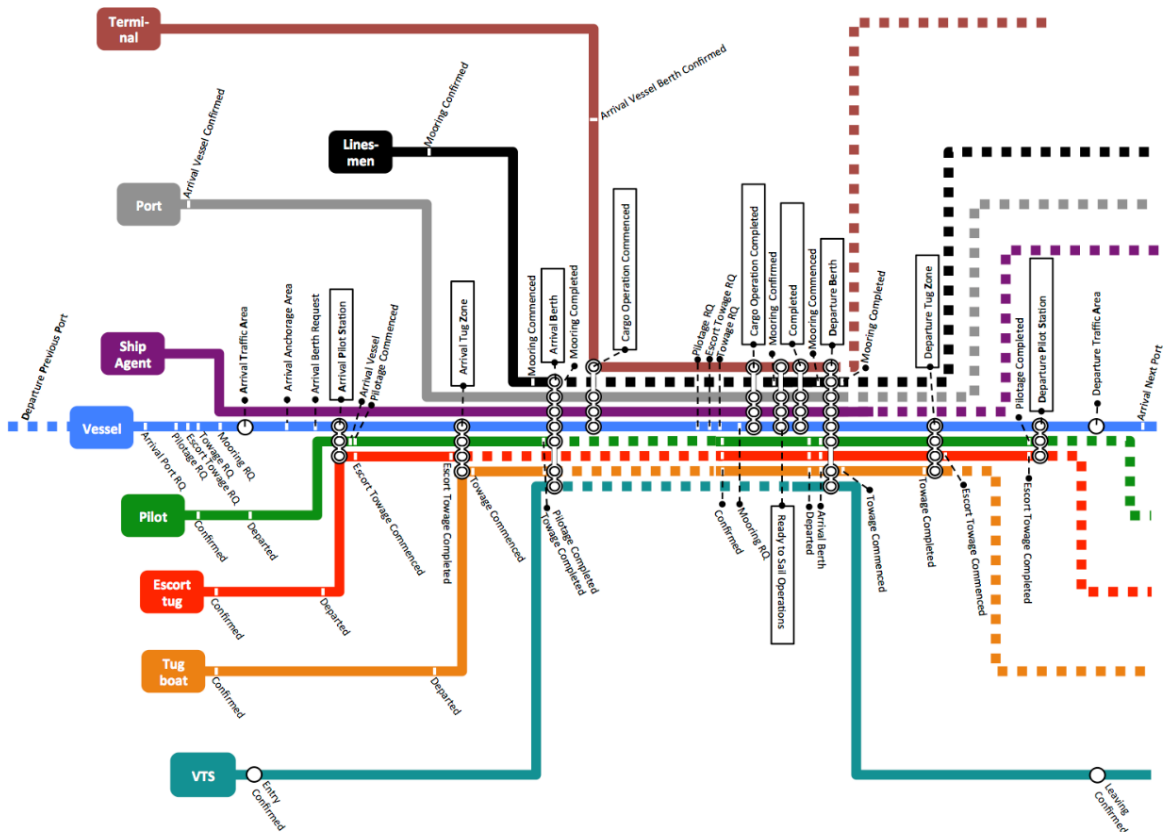 Termi-
nal
Arrival Vessel Berth Confirmed
Mooring Confirmed
Lines-
men
Arrival Vessel Confirmed
Port
Ship
Agent
Departure Previous Port
Vessel
Arrival Traffic Area
Arrival Anchorage Area
Arrival Berth Request
Arrival Pilot Station
Arrival Vessel
Pilotage Commenced
Arrival Tug Zone
Mooring Commenced
Arrival Berth
Mooring Completed
Cargo Operation Commenced
Pilotage RQ
Escort Towage RQ
Towage RQ
Cargo Operation Completed
Mooring Confirmed
Completed
Mooring Commenced
Departure Berth
Mooring Completed
Departure Tug Zone
Pilotage Completed
Departure Pilot Station
Departure Traffic Area
Arrival Next Port
Arrival Port RQ
Pilotage RQ
Escort Towage RQ
Towage RQ
Mooring RQ
Escort Towage Commenced
Escort Towage Completed
Towage Commenced
Towage Completed
Pilotage Completed
Confirmed
Mooring RQ
Ready to Sail Operations
Departed
Arrival Berth
Towage Commenced
Towage Completed
Escort Towage Commenced
Escort Towage Completed
Pilot
Confirmed
Departed
Escort
tug
Confirmed
Departed
Tug
boat
Confirmed
Departed
VTS
Entry
Confirmed
Leaving
Confirmed